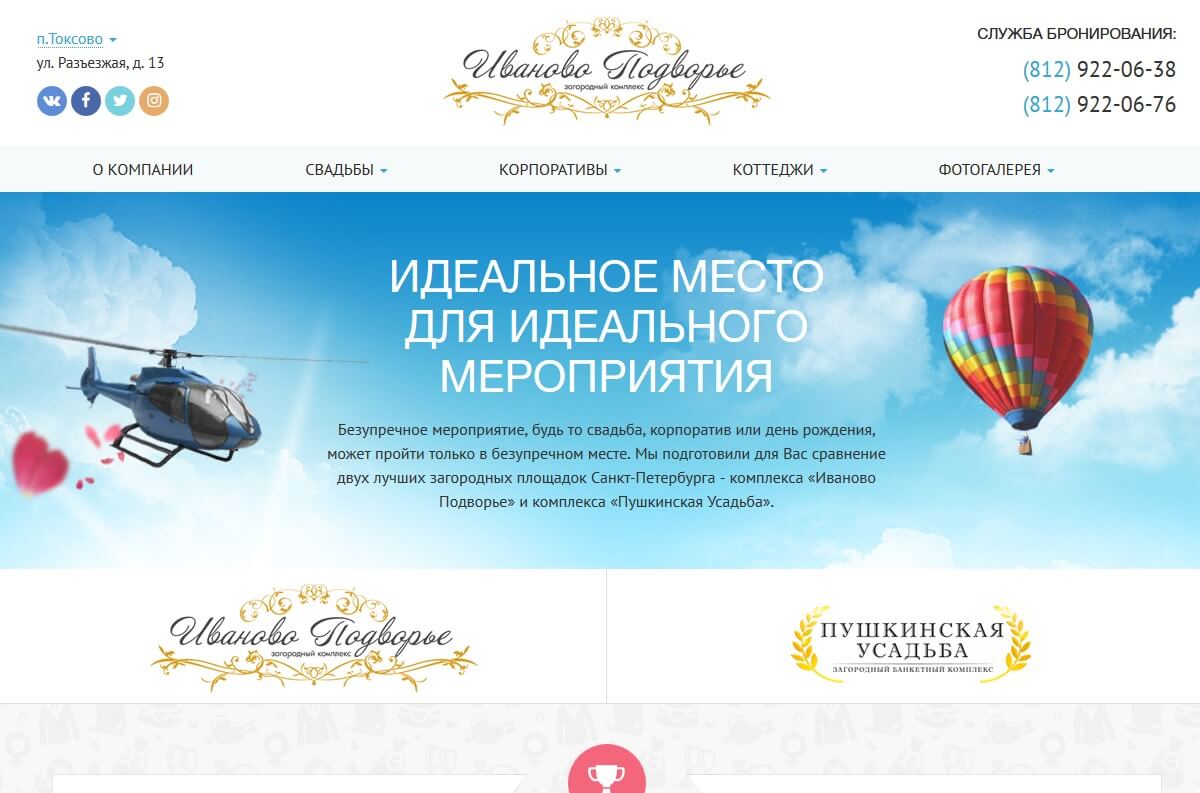 п.Токсово
ул. Разъезжая, д. 13
Иваново Подворье
загородный комплекс
СЛУЖБА БРОНИРОВАНИЯ:
(812) 922-06-38
(812) 922-06-76
О КОМПАНИИ СВАДЬБЫ КОРПОРАТИВЫ КОТТЕДЖИ ФОТОГАЛЕРЕЯ
ИДЕАЛЬНОЕ МЕСТО
ДЛЯ ИДЕАЛЬНОГО
МЕРОПРИЯТИЯ
Безупречное мероприятие, будь то свадьба, корпоратив или день рождения,
может пройти только в безупречном месте. Мы подготовили для Вас сравнение
двух лучших загородных площадок Санкт-Петербурга - комплекса «Иваново
Подворье» и комплекса «Пушкинская Усадьба».
Иваново Подворье
загородный комплекс
ПУШКИНСКАЯ
УСАДЬБА
ЗАГОРОДНЫЙ БАНКЕТНЫЙ КОМПЛЕКС